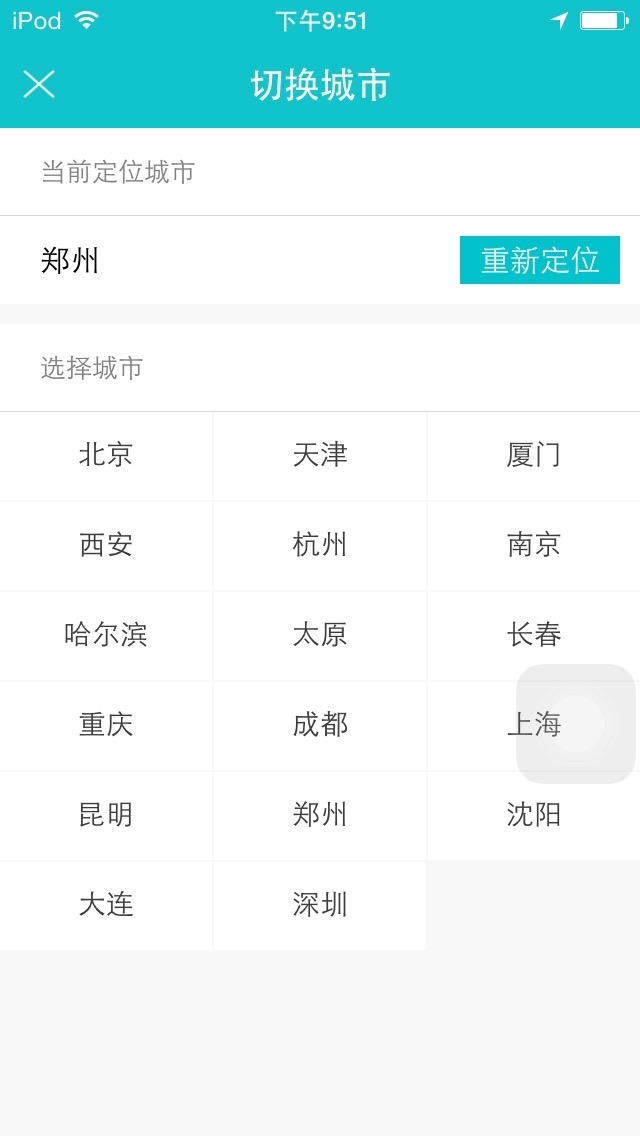 iPod 下午9:51
切换城市
当前定位城市
郑州 重新定位
选择城市
北京 天津 厦门
西安 杭州 南京
哈尔滨 太原 长春
重庆 成都 上海
昆明 郑州 沈阳
大连 深圳